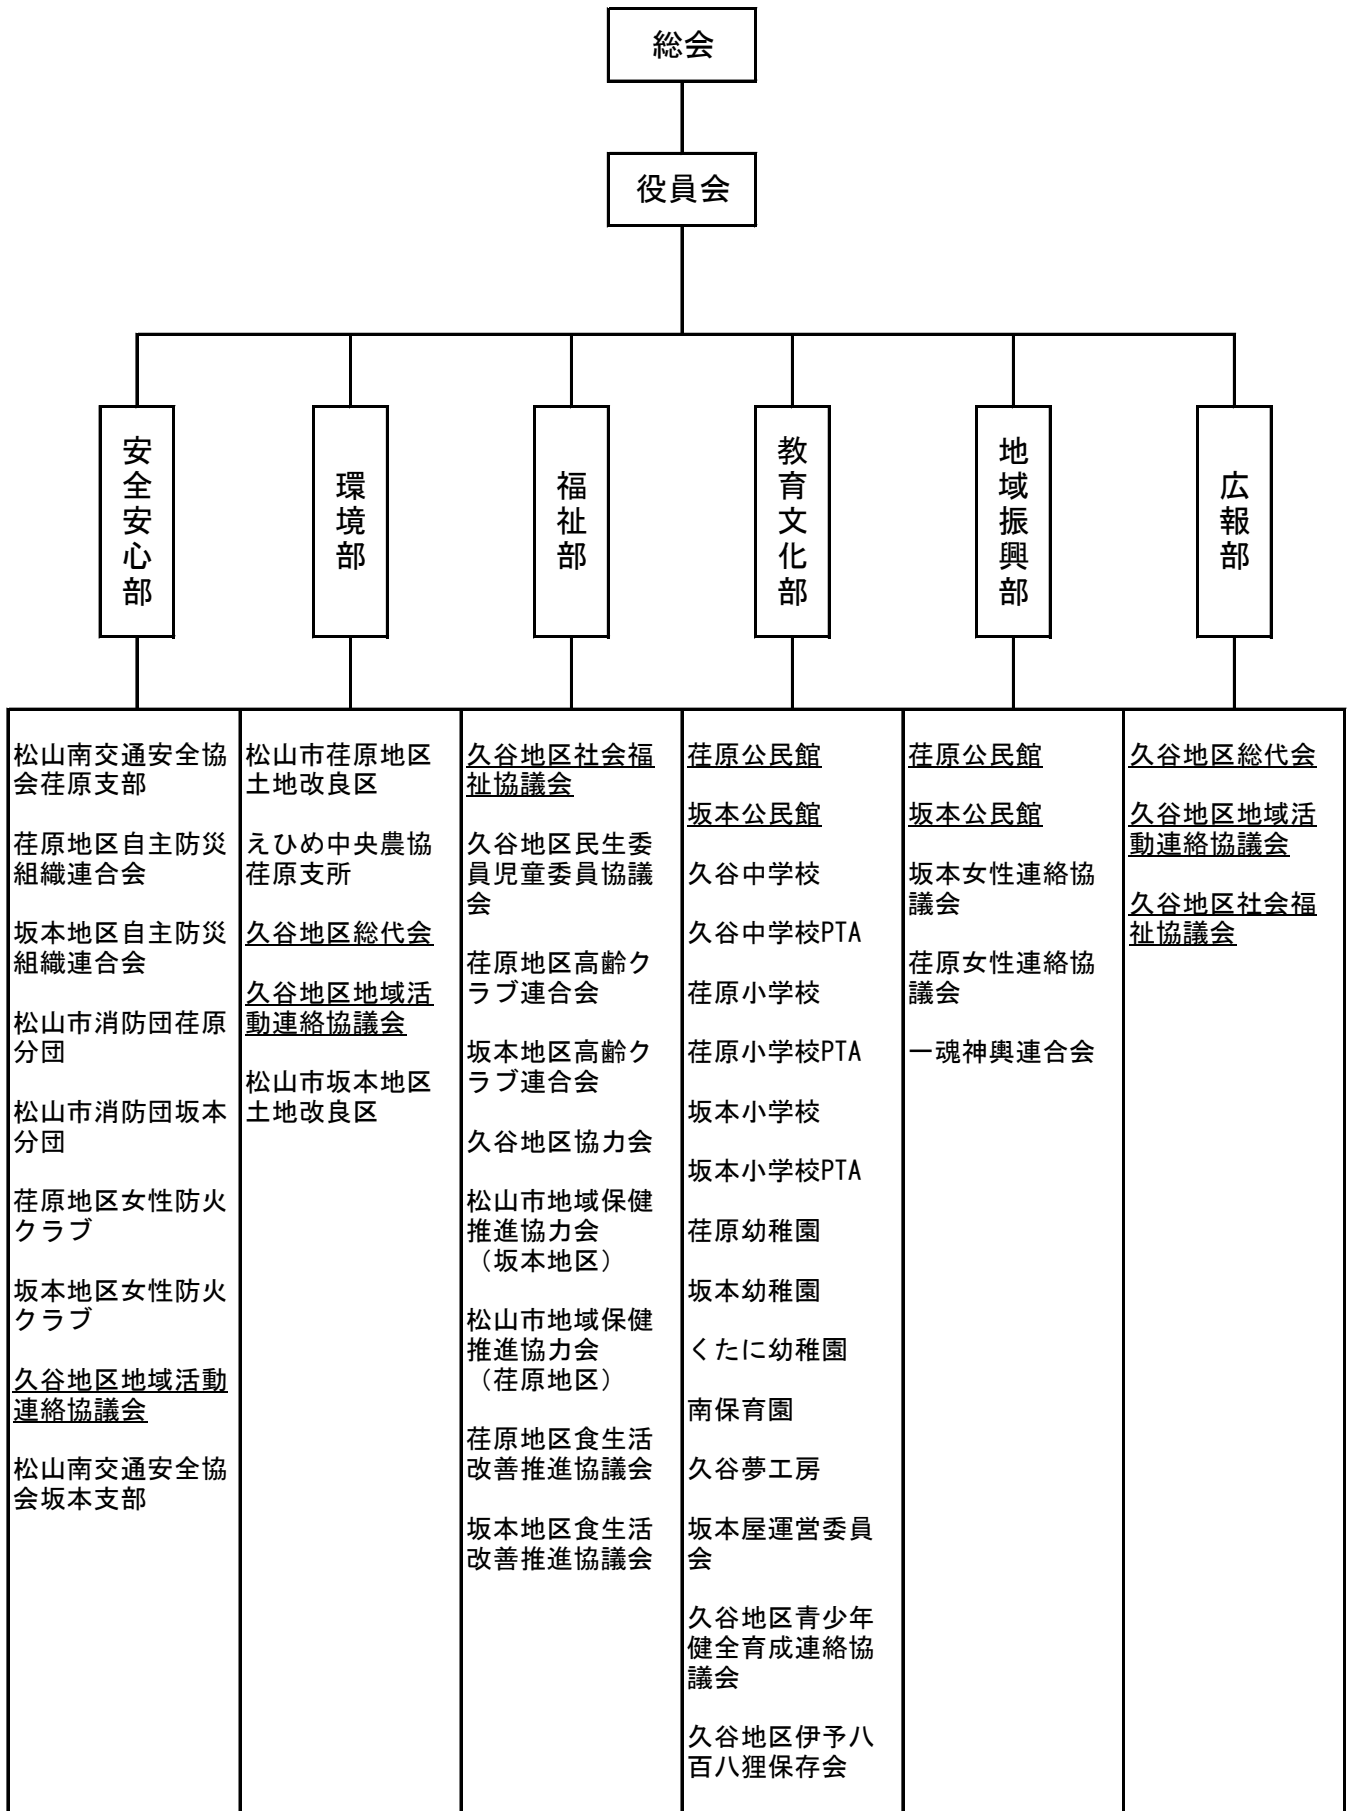 総会
役員会
安全安心部
環境部
福祉部
教育文化部
地域振興部
広報部
松山南交通安全協
会荏原支部
荏原地区自主防災
組織連合会
坂本地区自主防災
組織連合会
松山市消防団荏原
分団
松山市消防団坂本
分団
荏原地区女性防火
クラブ
坂本地区女性防火
クラブ
久谷地区地域活動
連絡協議会
松山南交通安全協
会坂本支部
松山市荏原地区
土地改良区
えひめ中央農協
荏原支所
久谷地区総代会
久谷地区地域活
動連絡協議会
松山市坂本地区
土地改良区
久谷地区社会福
祉協議会
久谷地区民生委
員児童委員協議
会
荏原地区高齢ク
ラブ連合会
坂本地区高齢ク
ラブ連合会
久谷地区協力会
松山市地域保健
推進協力会
（坂本地区）
松山市地域保健
推進協力会
（荏原地区）
荏原地区食生活
改善推進協議会
坂本地区食生活
改善推進協議会
荏原公民館
坂本公民館
久谷中学校
久谷中学校PTA
荏原小学校
荏原小学校PTA
坂本小学校
坂本小学校PTA
荏原幼稚園
坂本幼稚園
くたに幼稚園
南保育園
久谷夢工房
坂本屋運営委員
会
久谷地区青少年
健全育成連絡協
議会
久谷地区伊予八
百八狸保存会
荏原公民館
坂本公民館
坂本女性連絡協
議会
荏原女性連絡協
議会
一魂神輿連合会
久谷地区総代会
久谷地区地域活
動連絡協議会
久谷地区社会福
祉協議会